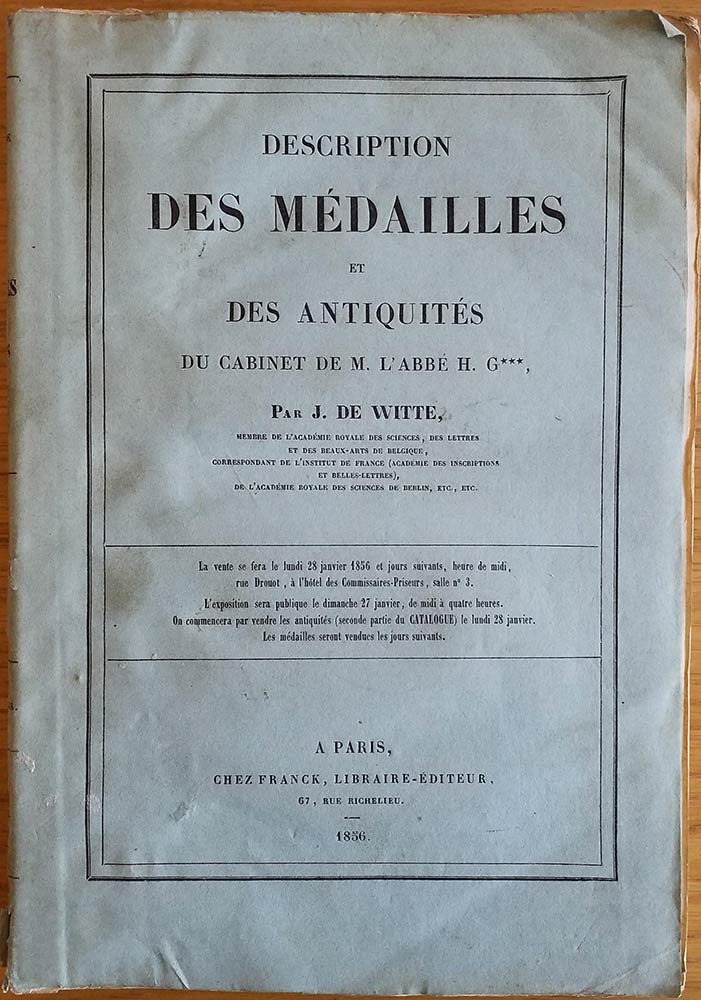 DESCRIPTION
DES MÉDAILLES
ET
DES ANTIQUITÉS
DU CABINET DE M. L'ABBÉ H. G***,
PAR J. DE WITTE,
MEMBRE DE L'ACADÉMIE ROYALE DES SCIENCES, DES LETTRES
ET DES BEAUX-ARTS DE BELGIQUE,
CORRESPONDANT DE L'INSTITUT DE FRANCE (ACADÉMIE DES INSCRIPTIONS
ET BELLES-LETTRES),
DE L'ACADÉMIE ROYALE DES SCIENCES DE BERLIN, ETC., ETC.
La vente se fera le lundi 28 janvier 1856 et jours suivants, heure de midi,
rue Drouot, à l'hôtel des Commissaires-Priseurs, salle n° 3.
L'exposition sera publique le dimanche 27 janvier, de midi à quatre heures.
On commencera par vendre les antiquités (seconde partie du CATALOGUE) le lundi 28 janvier.
Les médailles seront vendues les jours suivants.
A PARIS,
CHEZ FRANCK, LIBRAIRE-ÉDITEUR,
67, RUE RICHELIEU.
1856.